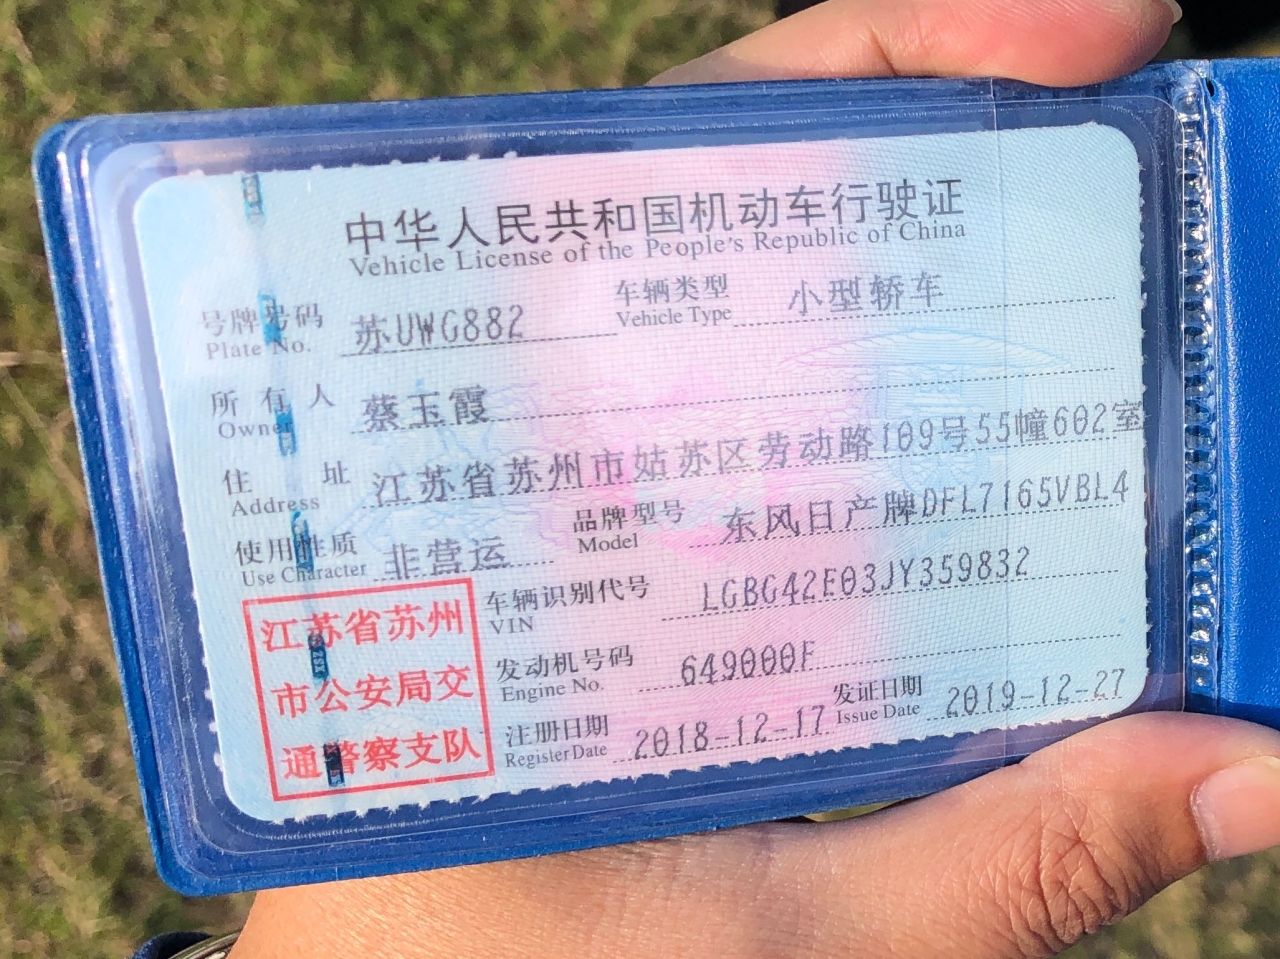 中华人民共和国机动车行驶证
Vehicle License of the People's Republic of China
号牌号码 苏UWG882 车辆类型 小型轿车
Plate No. Vehicle Type
所有人 蔡玉霞
Owner
住址 江苏省苏州市姑苏区劳动路109号55幢602室
Address
使用性质 非营运 品牌型号 东风日产牌DFL7165VBL4
Use Character Model
江苏省苏州
市公安局交
通警察支队
车辆识别代号 LGBG42E03JY359832
VIN
发动机号码 649000F
Engine No.
注册日期 2018-12-17 发证日期 2019-12-27
Register Date Issue Date